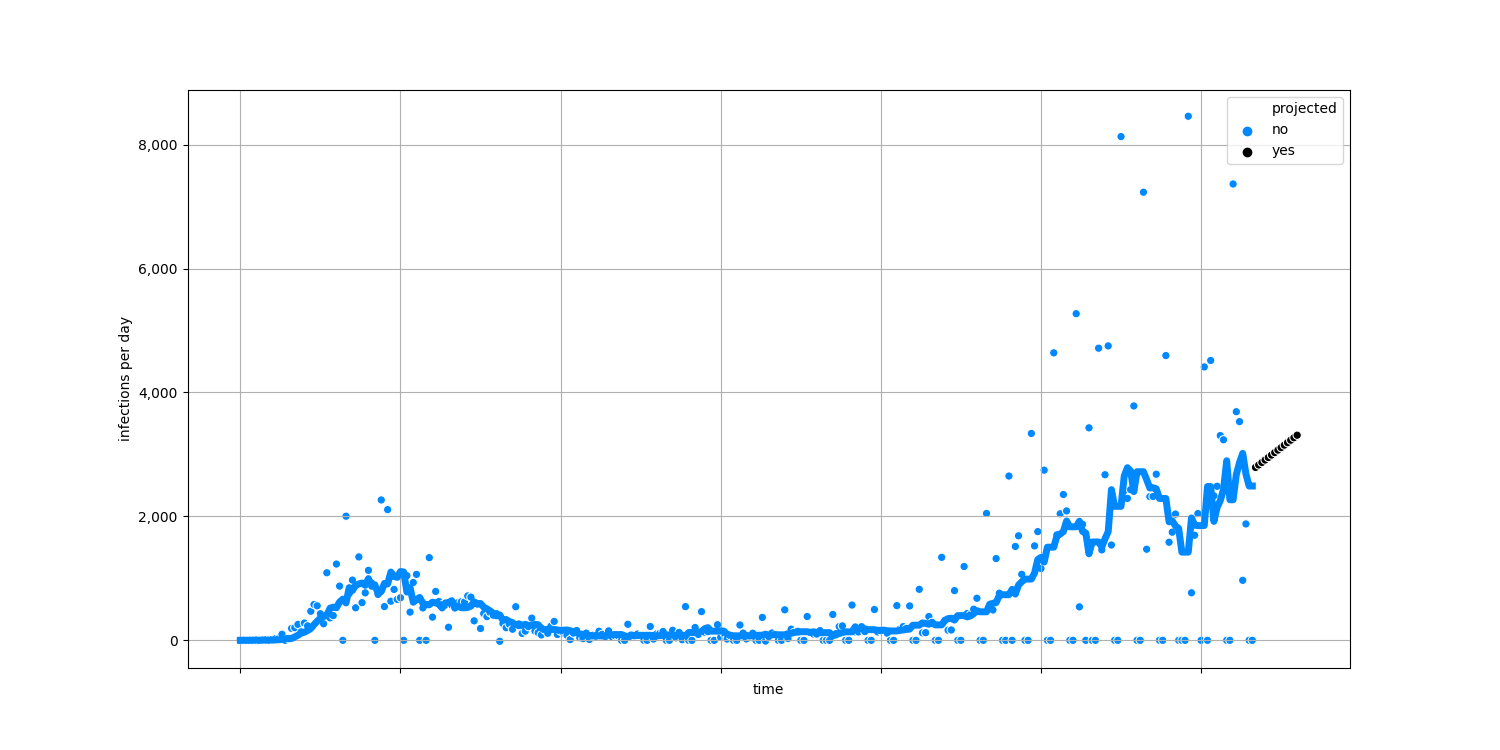 projected
no
yes
8,000
6,000
4,000
2,000
0
infections per day
time